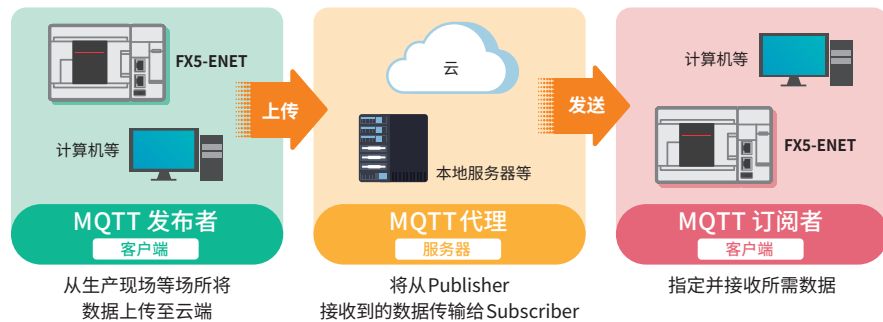 FX5-ENET
计算机等
上传
云
本地服务器等
发送
计算机等
FX5-ENET
MQTT 发布者
客户端
从生产现场等场所将
数据上传至云端
MQTT代理
服务器
将从Publisher
接收到的数据传输给Subscriber
MQTT 订阅者
客户端
指定并接收所需数据